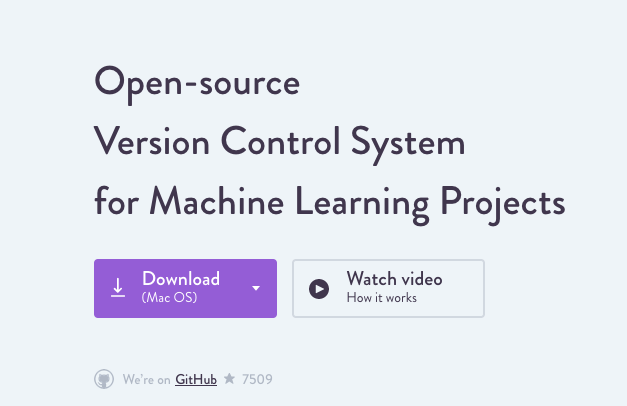 Open-source
Version Control System
for Machine Learning Projects
Download
(Mac OS)
Watch video
How it works
We're on GitHub ★ 7509